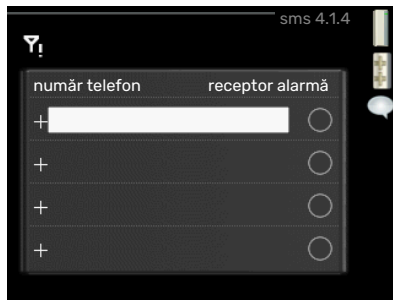 sms 4.1.4
număr telefon receptor alarmă
+
+
+
+